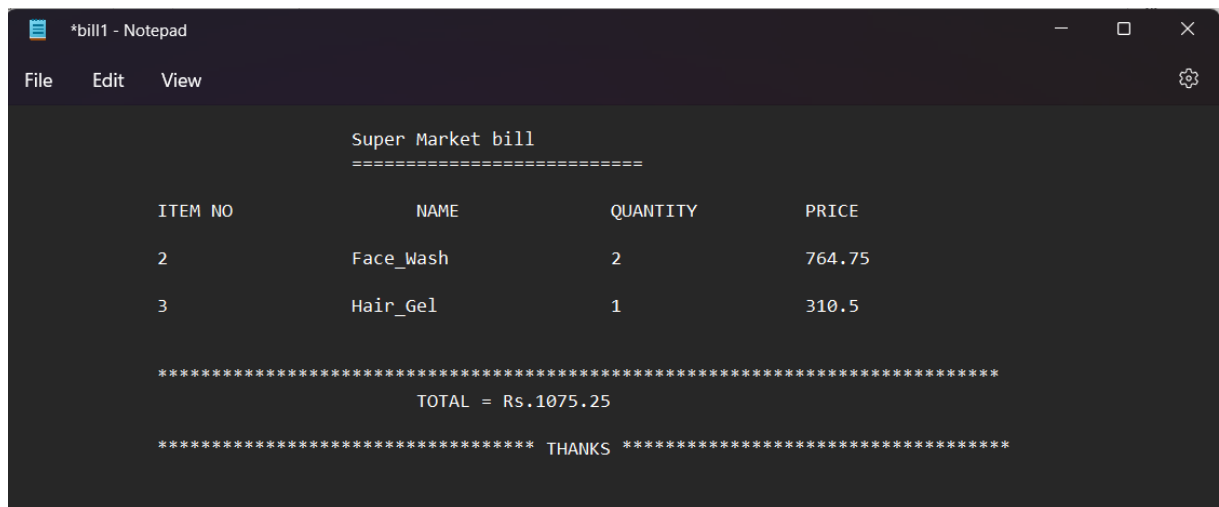 *bill1 - Notepad
File Edit View
Super Market bill
===========================
ITEM NO NAME QUANTITY PRICE
2 Face_Wash 2 764.75
3 Hair_Gel 1 310.5
******************************************************************************
TOTAL = Rs.1075.25
*********************************** THANKS ************************************